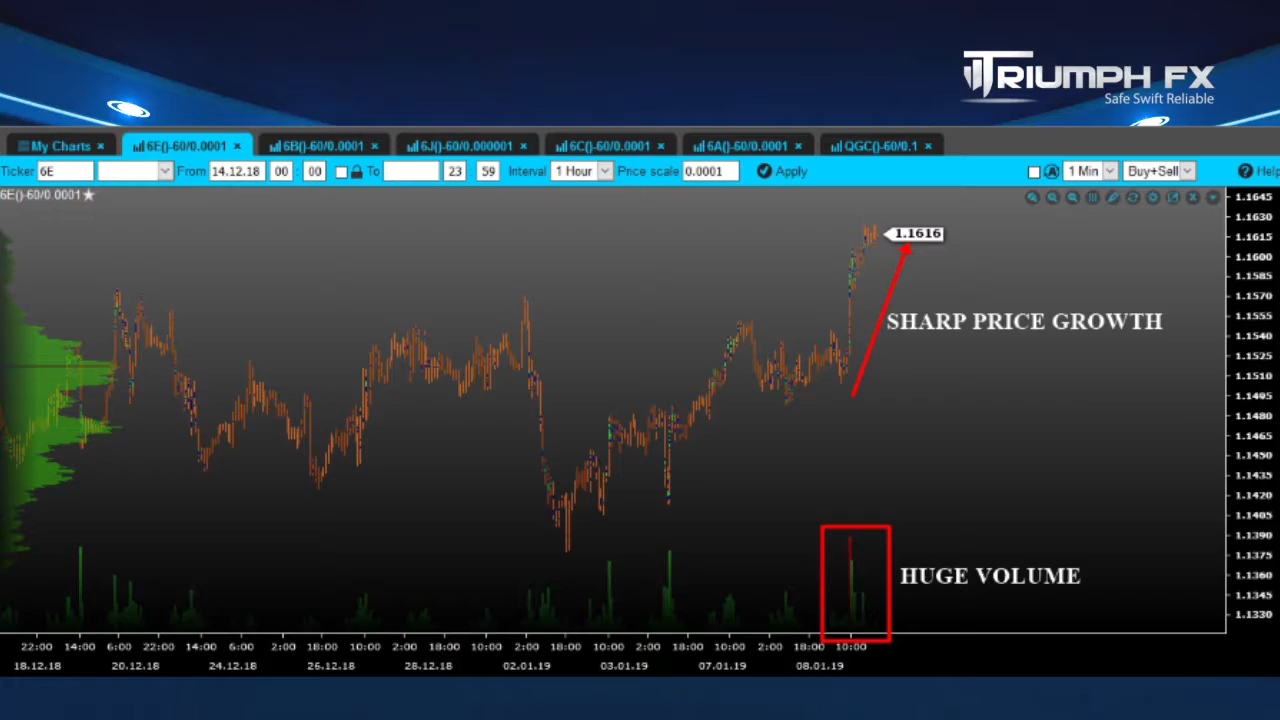 TRIUMPH FX
Safe Swift Reliable
My Charts × 6E()-60/0.0001 × 6B()-60/0.0001 × 6J()-60/0.000001 × 6C()-60/0.0001 × 6A()-60/0.0001 × QGC()-60/0.1 ×
Ticker 6E From 14.12.18 00 : 00 To 23 59 Interval 1 Hour Price scale 0.0001 Apply 1 Min Buy+Sell Help
6E()-60/0.0001★
1.1645
1.1630
1.1616
1.1615
1.1600
1.1585
1.1570
SHARP PRICE GROWTH
1.1555
1.1540
1.1525
1.1510
1.1495
1.1480
1.1465
1.1450
1.1435
1.1420
1.1405
1.1390
HUGE VOLUME
1.1375
1.1360
1.1345
1.1330
22:00 14:00 6:00 22:00 14:00 6:00 2:00 18:00 10:00 2:00 18:00 10:00 2:00 18:00 10:00 2:00 18:00 10:00 2:00 18:00 10:00
18.12.18 20.12.18 24.12.18 26.12.18 28.12.18 02.01.19 03.01.19 07.01.19 08.01.19